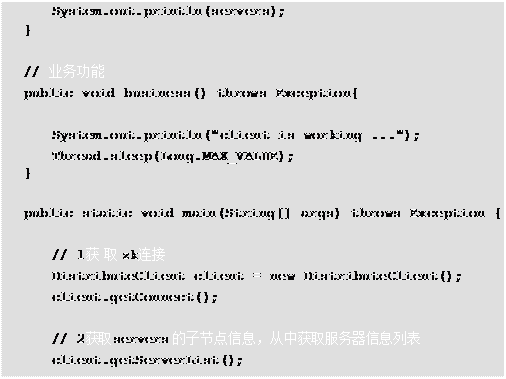 System.out.println(servers);
}
// 业务功能
public void business() throws Exception{
System.out.println("client is working ...");
Thread.sleep(Long.MAX_VALUE);
}
public static void main(String[] args) throws Exception {
// 1获取zk连接
DistributeClient client = new DistributeClient();
client.getConnect();
// 2获取servers的子节点信息，从中获取服务器信息列表
client.getServerList();